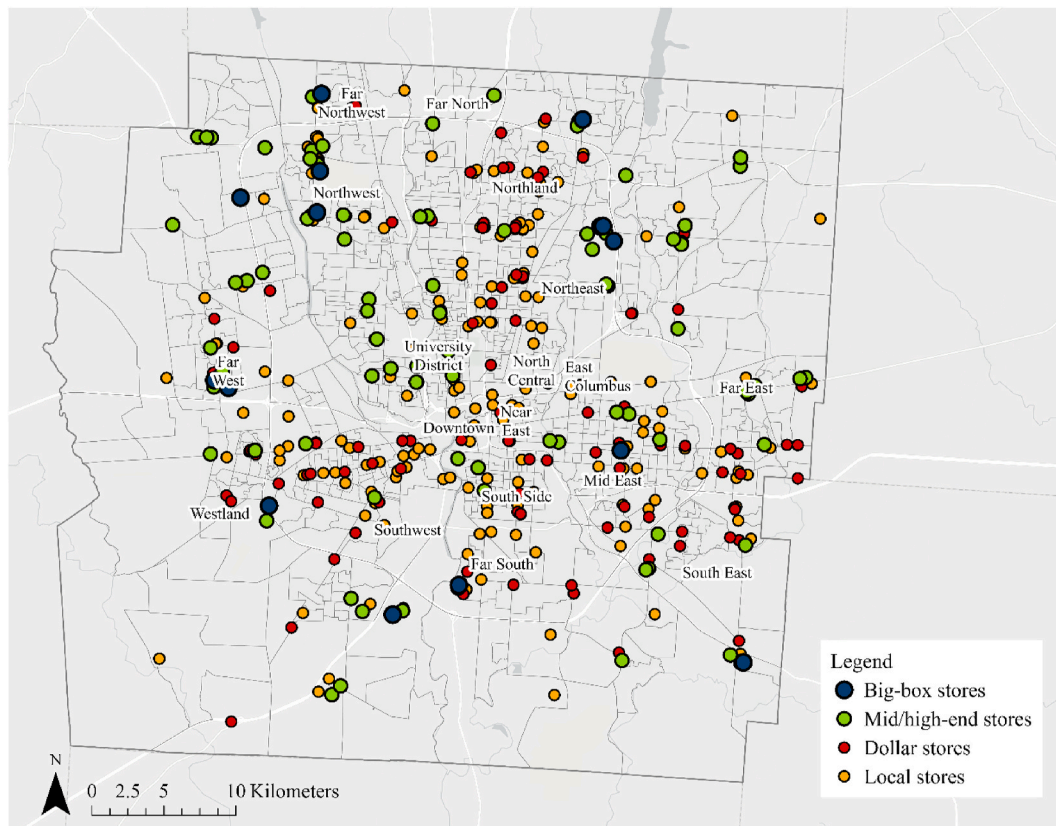 Far
Northwest
Far North
Northwest
Northland
Northeast
University
District
North
Central
East
Columbus
Far
West
Far East
Near
East
Downtown
Mid East
South Side
Westland
Southwest
Far South
South East
Legend
Big-box stores
Mid/high-end stores
Dollar stores
Local stores
N
0 2.5 5 10 Kilometers